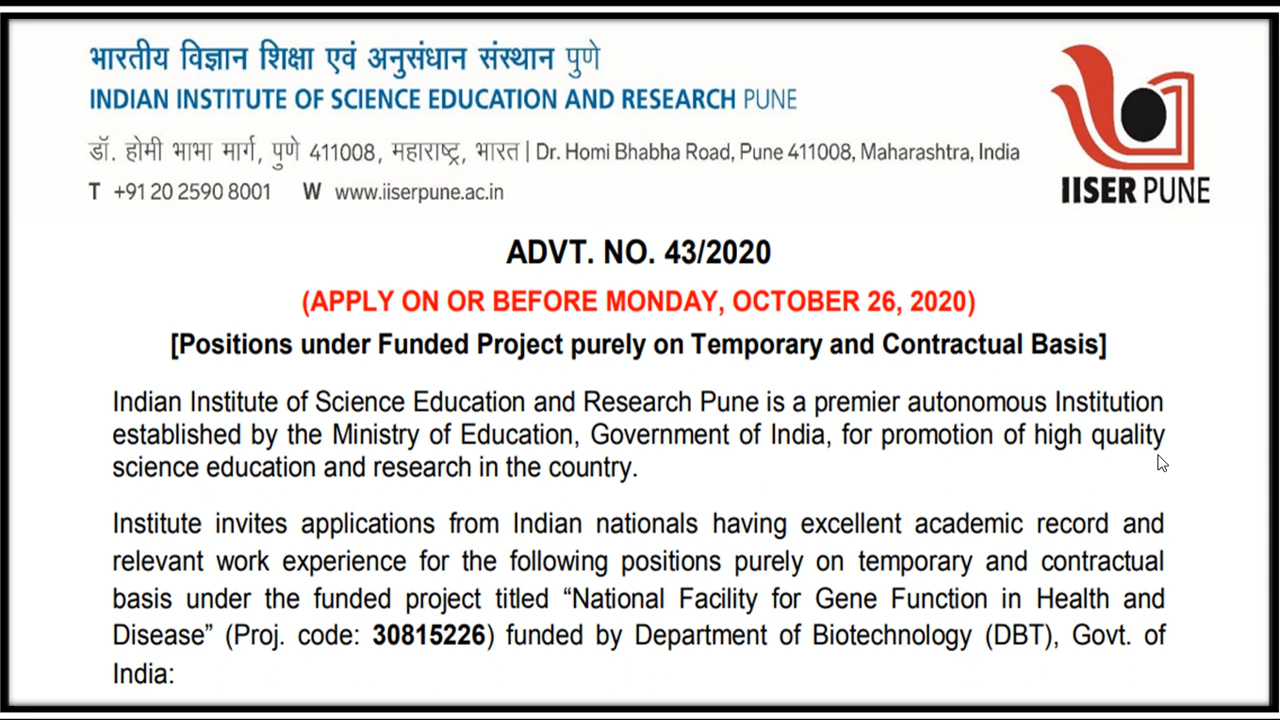 भारतीय विज्ञान शिक्षा एवं अनुसंधान संस्थान पुणे
INDIAN INSTITUTE OF SCIENCE EDUCATION AND RESEARCH PUNE
डॉ. होमी भाभा मार्ग, पुणे 411008, महाराष्ट्र, भारत | Dr. Homi Bhabha Road, Pune 411008, Maharashtra, India
T +91 20 2590 8001 W www.iiserpune.ac.in
IISER PUNE
ADVT. NO. 43/2020
(APPLY ON OR BEFORE MONDAY, OCTOBER 26, 2020)
[Positions under Funded Project purely on Temporary and Contractual Basis]
Indian Institute of Science Education and Research Pune is a premier autonomous Institution
established by the Ministry of Education, Government of India, for promotion of high quality
science education and research in the country.
Institute invites applications from Indian nationals having excellent academic record and
relevant work experience for the following positions purely on temporary and contractual
basis under the funded project titled “National Facility for Gene Function in Health and
Disease” (Proj. code: 30815226) funded by Department of Biotechnology (DBT), Govt. of
India: